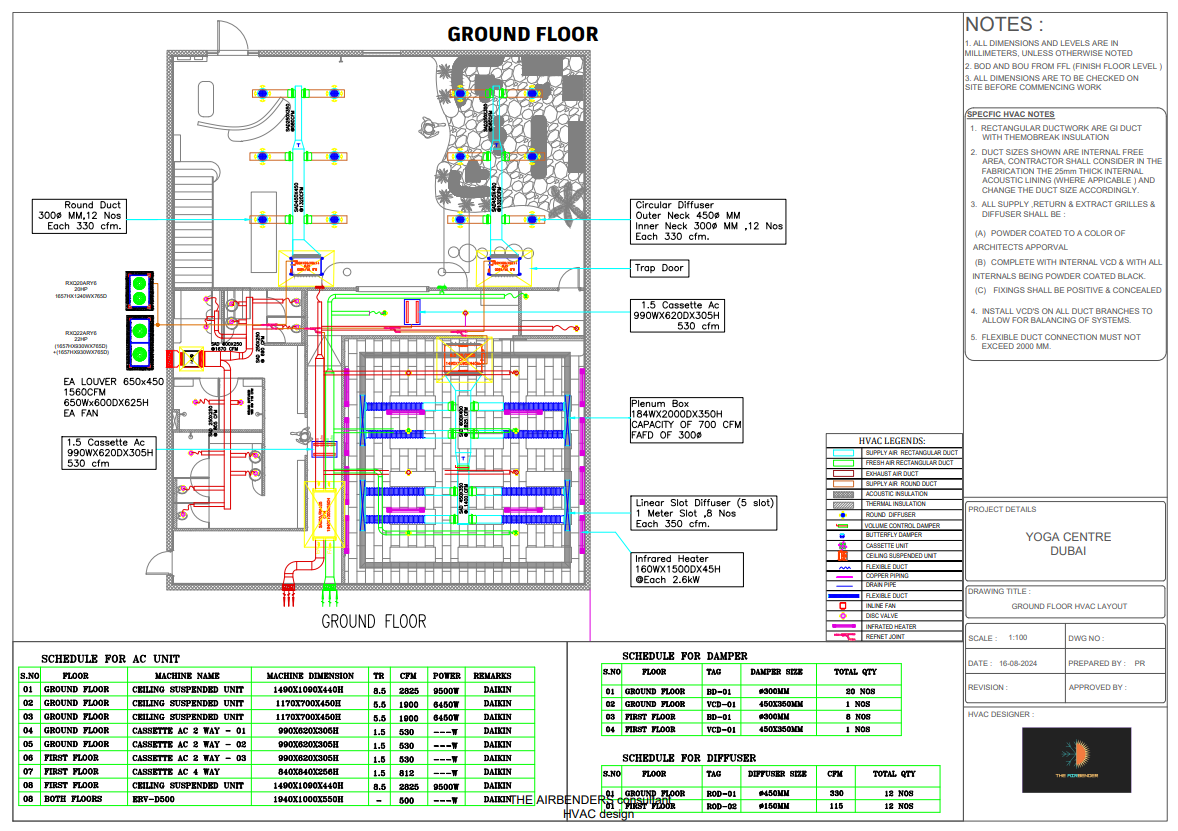 GROUND FLOOR
Round Duct
300ø MM,12 Nos
Each 330 cfm.
Circular Diffuser
Outer Neck 450ø MM
Inner Neck 300ø MM ,12 Nos
Each 330 cfm.
Trap Door
1.5 Cassette Ac
990WX620DX305H
530 cfm
RXQ20ARY6
20HP
1657HX1240WX765D
RXQ22ARY6
22HP
(1657HX930WX765D)
+(1657HX930WX765D)
EA LOUVER 650x450
1560CFM
650Wx600DX625H
EA FAN
1.5 Cassette Ac
990WX620DX305H
530 cfm
Plenum Box
184WX2000DX350H
CAPACITY OF 700 CFM
FAFD OF 300ø
Linear Slot Diffuser (5 slot)
1 Meter Slot ,8 Nos
Each 350 cfm.
Infrared Heater
160WX1500DX45H
@Each 2.6kW
GROUND FLOOR
HVAC LEGENDS:
SUPPLY AIR RECTANGULAR DUCT
FRESH AIR RECTANGULAR DUCT
EXHAUST AIR DUCT
SUPPLY AIR ROUND DUCT
ACOUSTIC INSULATION
THERMAL INSULATION
ROUND DIFFUSER
VOLUME CONTROL DAMPER
BUTTERFLY DAMPER
CASSETTE UNIT
CEILING SUSPENDED UNIT
FLEXIBLE DUCT
COPPER PIPING
DRAIN PIPE
FLEXIBLE DUCT
INLINE FAN
DISC VALVE
INFRATED HEATER
REFNET JOINT
NOTES :
1. ALL DIMENSIONS AND LEVELS ARE IN
MILLIMETERS, UNLESS OTHERWISE NOTED
2. BOD AND BOU FROM FFL (FINISH FLOOR LEVEL )
3. ALL DIMENSIONS ARE TO BE CHECKED ON
SITE BEFORE COMMENCING WORK
SPECFIC HVAC NOTES
1. RECTANGULAR DUCTWORK ARE GI DUCT
WITH THEMOBREAK INSULATION
2. DUCT SIZES SHOWN ARE INTERNAL FREE
AREA, CONTRACTOR SHALL CONSIDER IN THE
FABRICATION THE 25mm THICK INTERNAL
ACOUSTIC LINING (WHERE APPICABLE ) AND
CHANGE THE DUCT SIZE ACCORDINGLY.
3. ALL SUPPLY ,RETURN & EXTRACT GRILLES &
DIFFUSER SHALL BE :
(A) POWDER COATED TO A COLOR OF
ARCHITECTS APPORVAL
(B) COMPLETE WITH INTERNAL VCD & WITH ALL
INTERNALS BEING POWDER COATED BLACK.
(C) FIXINGS SHALL BE POSITIVE & CONCEALED
4. INSTALL VCD'S ON ALL DUCT BRANCHES TO
ALLOW FOR BALANCING OF SYSTEMS.
5. FLEXIBLE DUCT CONNECTION MUST NOT
EXCEED 2000 MM.
PROJECT DETAILS
YOGA CENTRE
DUBAI
DRAWING TITLE :
GROUND FLOOR HVAC LAYOUT
SCALE : 1:100 DWG NO :
DATE : 16-08-2024 PREPARED BY : PR
REVISION : APPROVED BY :
HVAC DESIGNER :
THE AIRBENDER
SCHEDULE FOR AC UNIT
S.NO FLOOR MACHINE NAME MACHINE DIMENSION TR CFM POWER REMARKS
01 GROUND FLOOR CEILING SUSPENDED UNIT 1490X1000X440H 8.5 2825 9500W DAIKIN
02 GROUND FLOOR CEILING SUSPENDED UNIT 1170X700X450H 5.5 1900 6450W DAIKIN
03 GROUND FLOOR CEILING SUSPENDED UNIT 1170X700X450H 5.5 1900 6450W DAIKIN
04 GROUND FLOOR CASSETTE AC 2 WAY - 01 990X620X305H 1.5 530 ---W DAIKIN
05 GROUND FLOOR CASSETTE AC 2 WAY - 02 990X620X305H 1.5 530 ---W DAIKIN
06 FIRST FLOOR CASSETTE AC 2 WAY - 03 990X620X305H 1.5 530 ---W DAIKIN
07 FIRST FLOOR CASSETTE AC 4 WAY 840X840X256H 1.5 812 ---W DAIKIN
08 FIRST FLOOR CEILING SUSPENDED UNIT 1490X1090X440H 8.5 2825 9500W DAIKIN
08 BOTH FLOORS ERV-D500 1940X1000X550H - 500 ---W DAIKIN
SCHEDULE FOR DAMPER
S.NO FLOOR TAG DAMPER SIZE TOTAL QTY
01 GROUND FLOOR BD-01 ø300MM 20 NOS
02 GROUND FLOOR VCD-01 450X350MM 1 NOS
03 FIRST FLOOR BD-01 ø300MM 8 NOS
04 FIRST FLOOR VCD-01 450X350MM 1 NOS
SCHEDULE FOR DIFFUSER
S.NO FLOOR TAG DIFFUSER SIZE CFM TOTAL QTY
01 GROUND FLOOR ROD-01 ø450MM 330 12 NOS
01 FIRST FLOOR ROD-02 ø150MM 115 12 NOS
THE AIRBENDERS consultant
HVAC design